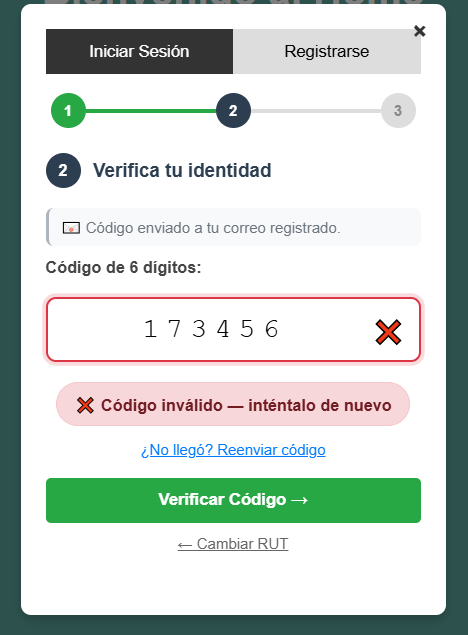 Iniciar Sesión
Registrarse
1
2
3
2 Verifica tu identidad
Código enviado a tu correo registrado.
Código de 6 dígitos:
173456
Código inválido — inténtalo de nuevo
¿No llegó? Reenviar código
Verificar Código →
← Cambiar RUT